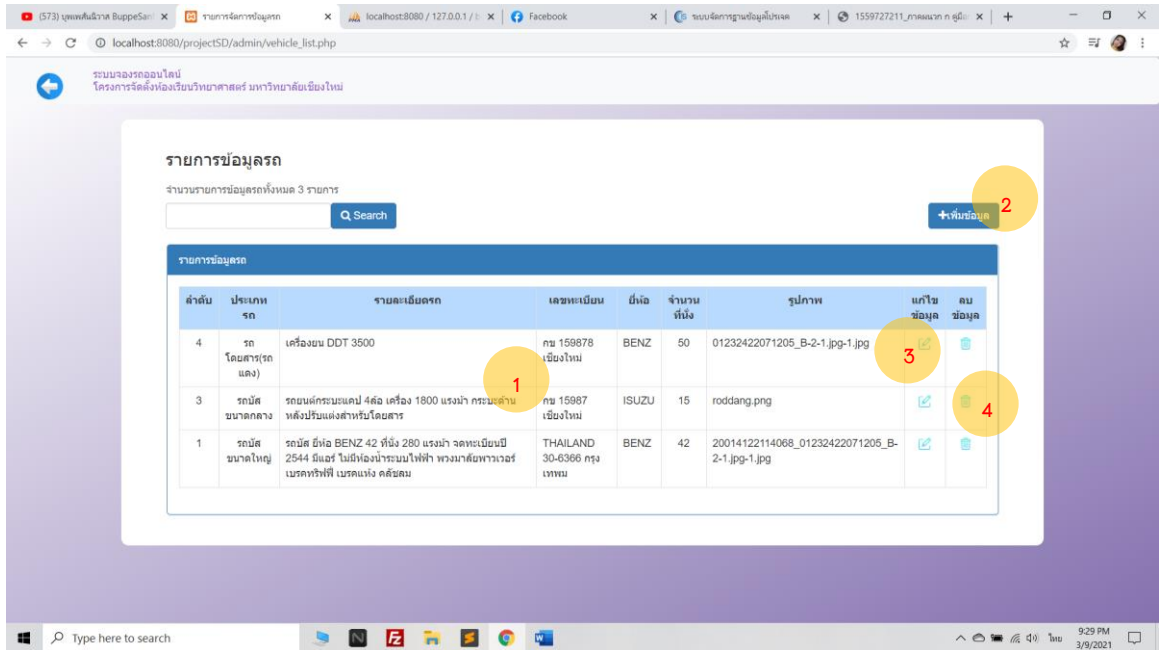 (573) บุพเพสันนิวาส BuppeSan
รายการจัดการข้อมูลรถ
localhost:8080 / 127.0.0.1 / b
Facebook
ระบบจัดการฐานข้อมูลโปรเจค
1559727211_ภาคผนวก ก คู่มือ
localhost:8080/projectSD/admin/vehicle_list.php
ระบบจองรถออนไลน์
โครงการจัดตั้งห้องเรียนวิทยาศาสตร์ มหาวิทยาลัยเชียงใหม่
รายการข้อมูลรถ
จำนวนรายการข้อมูลรถทั้งหมด 3 รายการ
Search
+เพิ่มข้อมูล
2
รายการข้อมูลรถ
ลำดับ ประเภทรถ รายละเอียดรถ เลขทะเบียน ยี่ห้อ จำนวนที่นั่ง รูปภาพ แก้ไขข้อมูล ลบข้อมูล
4 รถโดยสาร(รถแดง) เครื่องยน DDT 3500 กข 159878 เชียงใหม่ BENZ 50 01232422071205_B-2-1.jpg-1.jpg
3
1
3 รถบัสขนาดกลาง รถยนต์กระบะแคป 4ล้อ เครื่อง 1800 แรงม้า กระบะด้านหลังปรับแต่งสำหรับโดยสาร กข 15987 เชียงใหม่ ISUZU 15 roddang.png
4
1 รถบัสขนาดใหญ่ รถบัส ยี่ห้อ BENZ 42 ที่นั่ง 280 แรงม้า จดทะเบียนปี 2544 มีแอร์ ไม่มีห้องน้ำระบบไฟฟ้า พวงมาลัยพาวเวอร์ เบรคทริฟฟี่ เบรคแห้ง คลัชลม THAILAND 30-6366 กรุงเทพม BENZ 42 20014122114068_01232422071205_B-2-1.jpg-1.jpg
Type here to search
ไทย
9:29 PM
3/9/2021